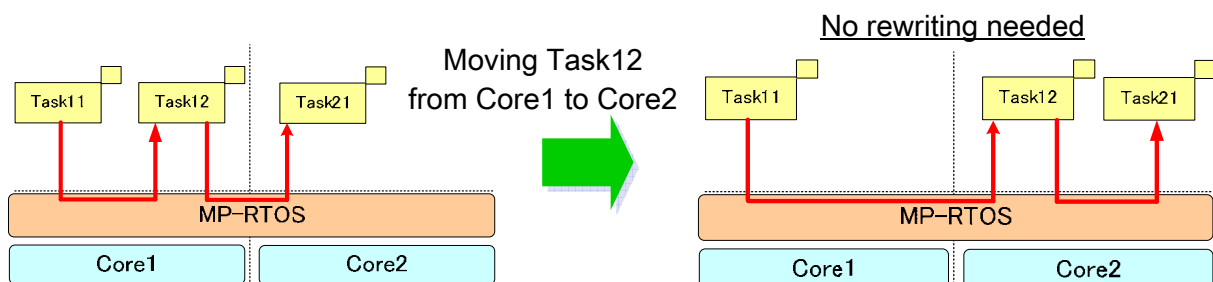 No rewriting needed
Moving Task12
from Core1 to Core2
Task11
Task12
Task21
MP-RTOS
Core1
Core2
Task11
Task12
Task21
MP-RTOS
Core1
Core2